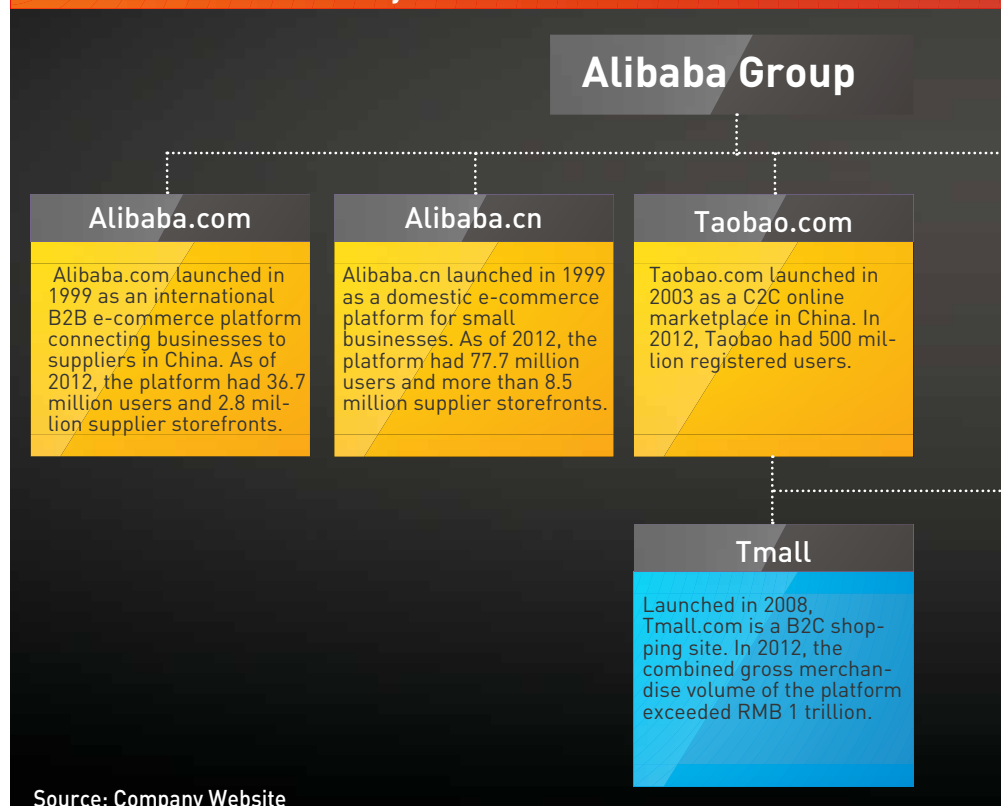 Alibaba Group
Alibaba.com
Alibaba.com launched in
1999 as an international
B2B e-commerce platform
connecting businesses to
suppliers in China. As of
2012, the platform had 36.7
million users and 2.8 mil-
lion supplier storefronts.
Alibaba.cn
Alibaba.cn launched in 1999
as a domestic e-commerce
platform for small
businesses. As of 2012, the
platform had 77.7 million
users and more than 8.5
million supplier storefronts.
Taobao.com
Taobao.com launched in
2003 as a C2C online
marketplace in China. In
2012, Taobao had 500 mil-
lion registered users.
Tmall
Launched in 2008,
Tmall.com is a B2C shop-
ping site. In 2012, the
combined gross merchan-
dise volume of the platform
exceeded RMB 1 trillion.
Source: Company Website